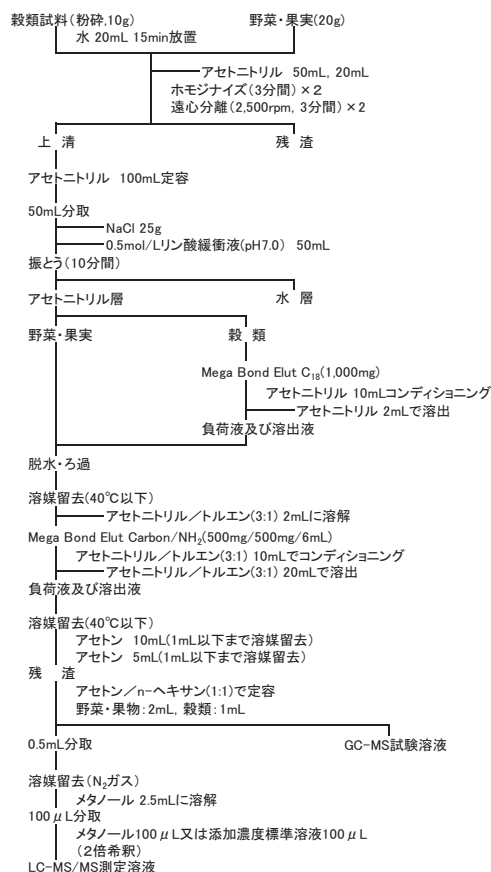 穀類試料(粉砕,10g)
野菜・果実(20g)
水 20mL 15min放置
アセトニトリル 50mL, 20mL
ホモジナイズ(3分間)×2
遠心分離(2,500rpm, 3分間)×2
上 清
残 渣
アセトニトリル 100mL定容
50mL分取
NaCl 25g
0.5mol/Lリン酸緩衝液(pH7.0) 50mL
振とう(10分間)
アセトニトリル層
水 層
野菜・果実
穀 類
Mega Bond Elut C₁₈(1,000mg)
アセトニトリル 10mLコンディショニング
アセトニトリル 2mLで溶出
負荷液及び溶出液
脱水・ろ過
溶媒留去(40℃以下)
アセトニトリル/トルエン(3:1) 2mLに溶解
Mega Bond Elut Carbon/NH₂(500mg/500mg/6mL)
アセトニトリル/トルエン(3:1) 10mLでコンディショニング
アセトニトリル/トルエン(3:1) 20mLで溶出
負荷液及び溶出液
溶媒留去(40℃以下)
アセトン 10mL(1mL以下まで溶媒留去)
アセトン 5mL(1mL以下まで溶媒留去)
残 渣
アセトン/n-ヘキサン(1:1)で定容
野菜・果物:2mL, 穀類:1mL
0.5mL分取
GC-MS試験溶液
溶媒留去(N₂ガス)
メタノール 2.5mLに溶解
100μL分取
メタノール100μL又は添加濃度標準溶液100μL
(2倍希釈)
LC-MS/MS測定溶液